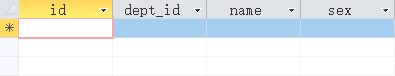 id dept_id name sex
*